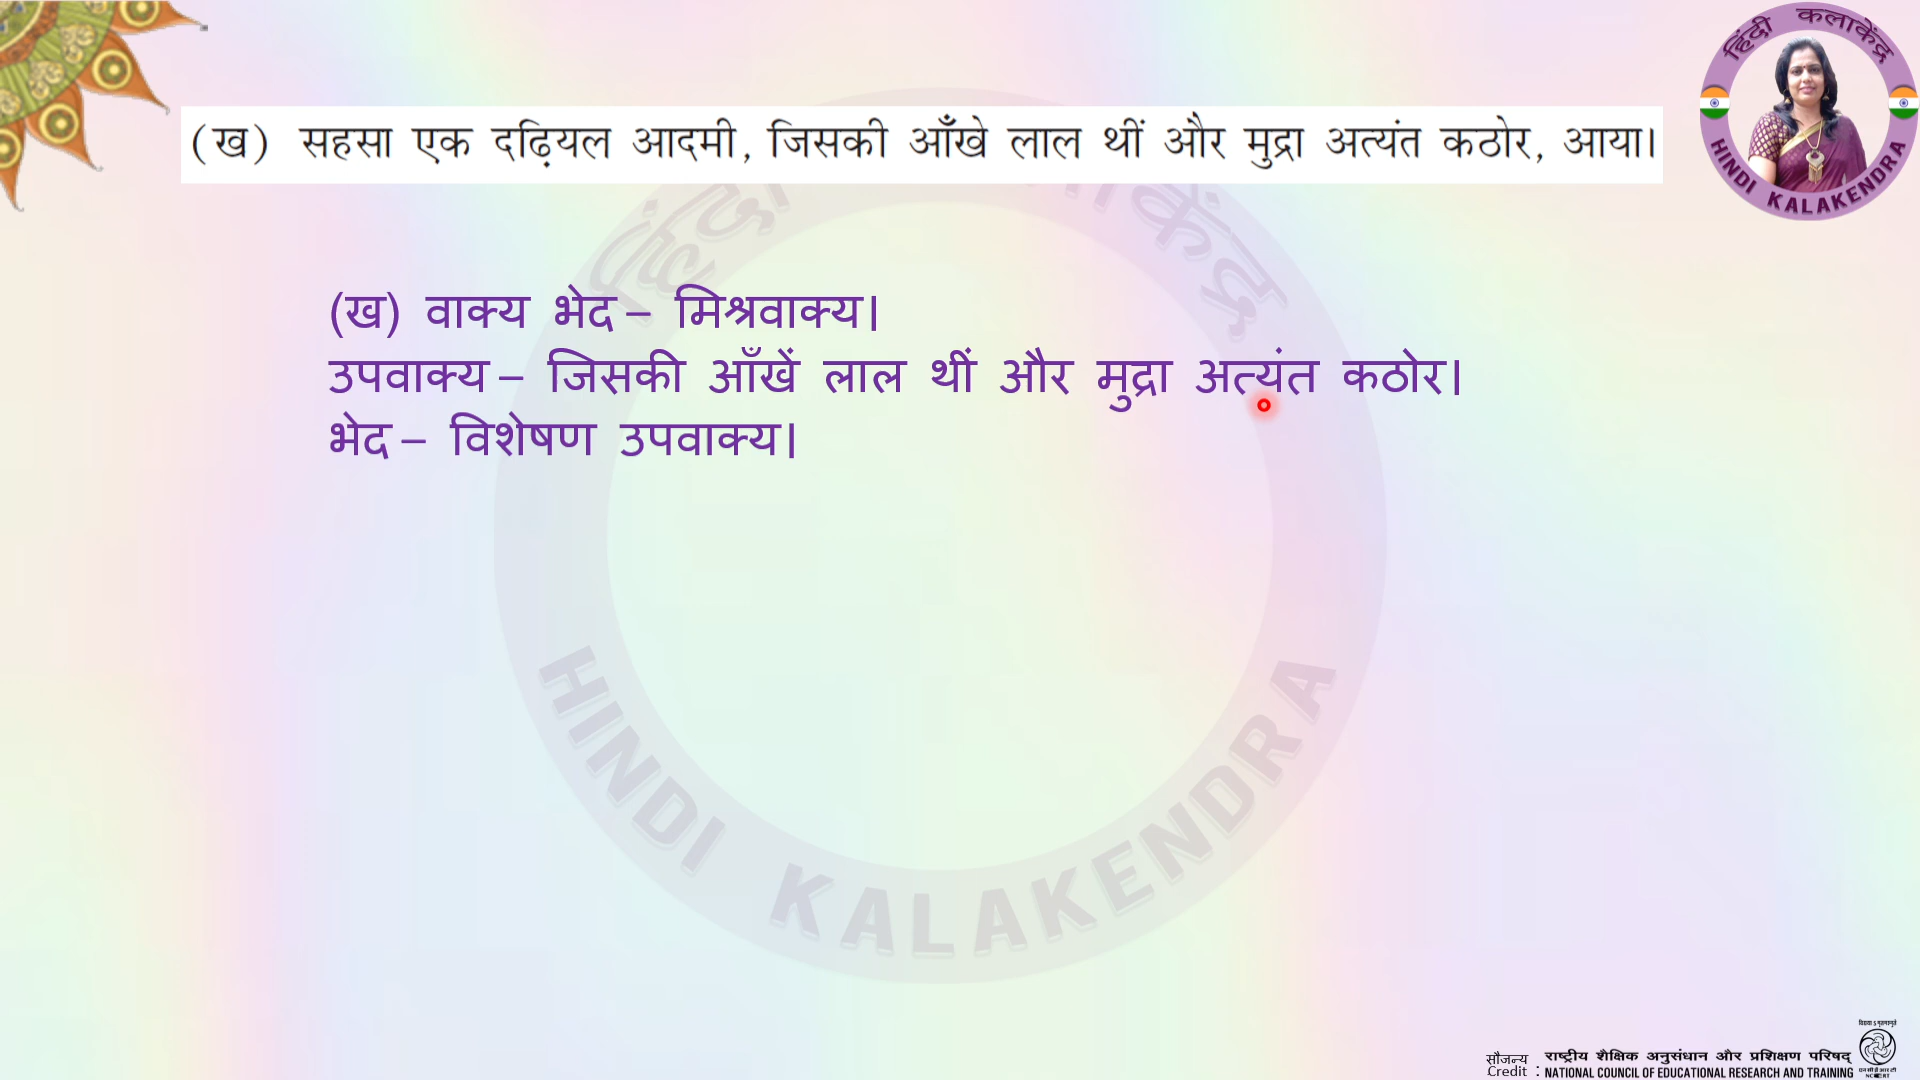 हिंदी कलाकेंद्र
HINDI KALAKENDRA
(ख) सहसा एक दढ़ियल आदमी, जिसकी आँखे लाल थीं और मुद्रा अत्यंत कठोर, आया।
(ख) वाक्य भेद – मिश्रवाक्य।
उपवाक्य – जिसकी आँखें लाल थीं और मुद्रा अत्यंत कठोर।
भेद – विशेषण उपवाक्य।
HINDI KALAKENDRA
सौजन्य : राष्ट्रीय शैक्षिक अनुसंधान और प्रशिक्षण परिषद्
Credit : NATIONAL COUNCIL OF EDUCATIONAL RESEARCH AND TRAINING